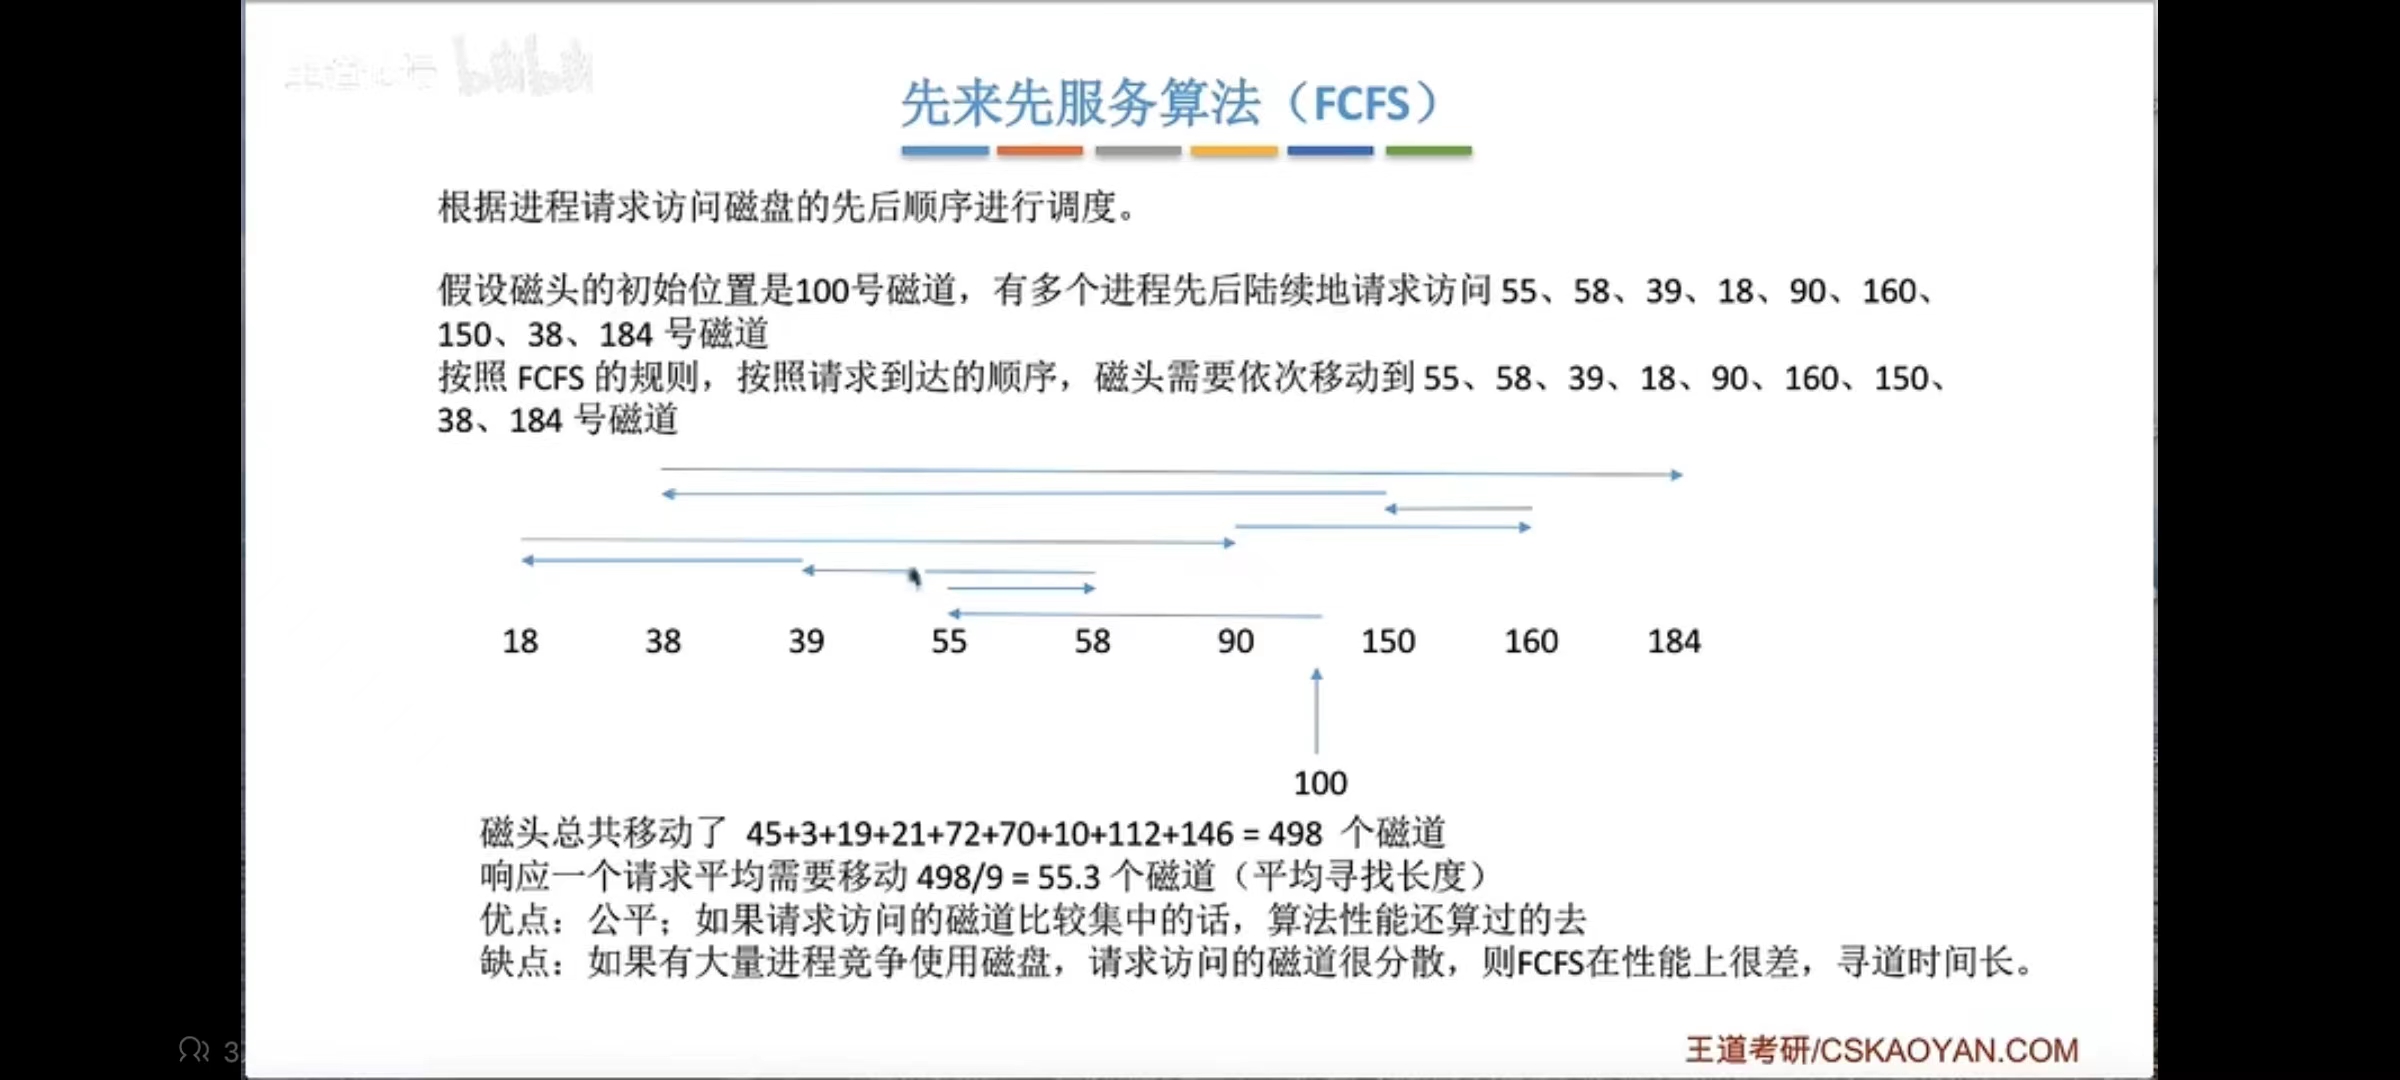 先来先服务算法（FCFS）
根据进程请求访问磁盘的先后顺序进行调度。
假设磁头的初始位置是100号磁道，有多个进程先后陆续地请求访问 55、58、39、18、90、160、
150、38、184 号磁道
按照 FCFS 的规则，按照请求到达的顺序，磁头需要依次移动到 55、58、39、18、90、160、150、
38、184 号磁道
18 38 39 55 58 90 150 160 184
100
磁头总共移动了 45+3+19+21+72+70+10+112+146 = 498 个磁道
响应一个请求平均需要移动 498/9 = 55.3 个磁道（平均寻找长度）
优点：公平；如果请求访问的磁道比较集中的话，算法性能还算过的去
缺点：如果有大量进程竞争使用磁盘，请求访问的磁道很分散，则FCFS在性能上很差，寻道时间长。
王道考研/CSKAOYAN.COM